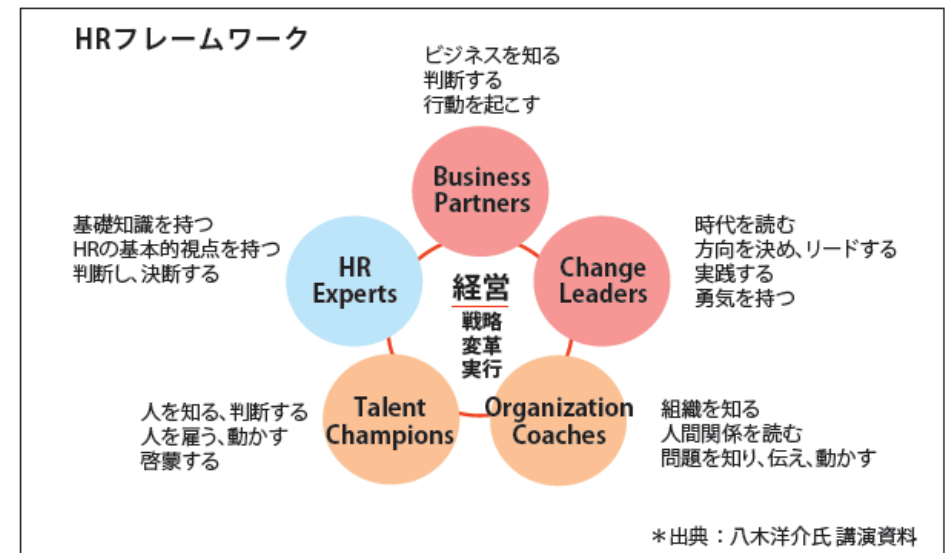 HRフレームワーク
ビジネスを知る
判断する
行動を起こす
Business
Partners
基礎知識を持つ
HRの基本的視点を持つ
判断し、決断する
HR
Experts
経営
戦略
変革
実行
Change
Leaders
時代を読む
方向を決め、リードする
実践する
勇気を持つ
人を知る、判断する
人を雇う、動かす
啓蒙する
Talent
Champions
Organization
Coaches
組織を知る
人間関係を読む
問題を知り、伝え、動かす
*出典：八木洋介氏 講演資料